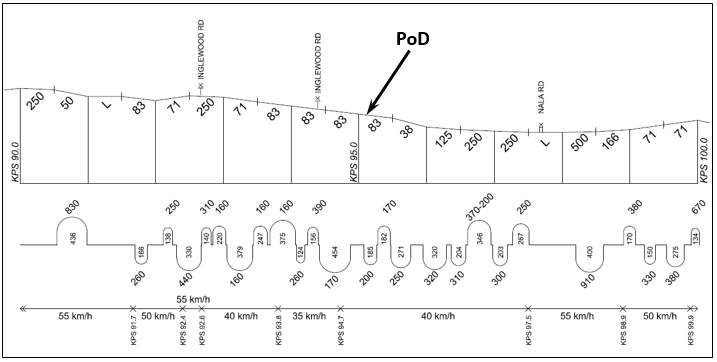 INGLEWOOD RD
INGLEWOOD RD
PoD
NALA RD
250 50 L 83 71 250 71 83 83 83 83 38 125 250 250 L 500 166 71 71
KPS 90.0
KPS 95.0
KPS 100.0
830 250 310 160 160 160 390 170 370-200 250 380 670
436 166 138 330 140 220 379 247 375 124 156 454 185 182 271 320 204 346 203 267 400 170 150 275 134
260 440 160 260 170 200 250 320 310 300 910 330 380
55 km/h
55 km/h 50 km/h 40 km/h 35 km/h 40 km/h 55 km/h 50 km/h
KPS 91.7
KPS 92.4
KPS 92.6
KPS 93.8
KPS 94.7
KPS 97.5
KPS 98.9
KPS 99.9